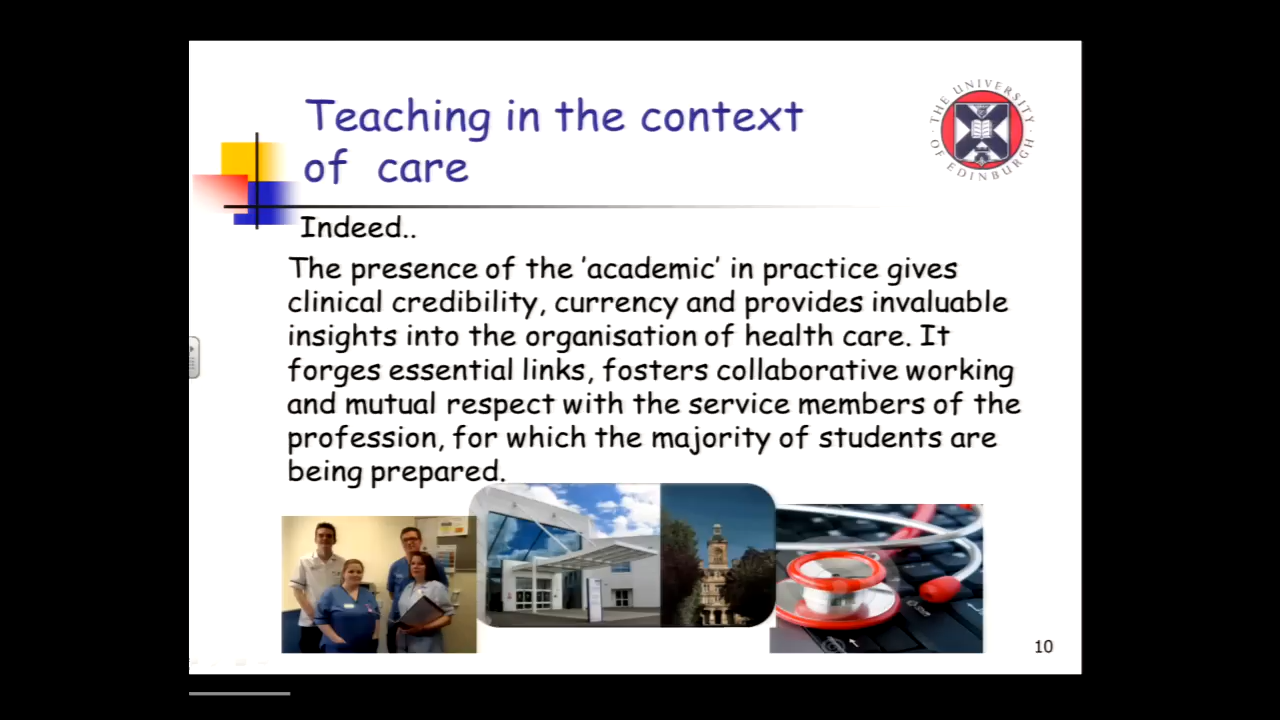 Teaching in the context
of care
THE UNIVERSITY
OF EDINBURGH
Indeed..
The presence of the 'academic' in practice gives
clinical credibility, currency and provides invaluable
insights into the organisation of health care. It
forges essential links, fosters collaborative working
and mutual respect with the service members of the
profession, for which the majority of students are
being prepared.
10